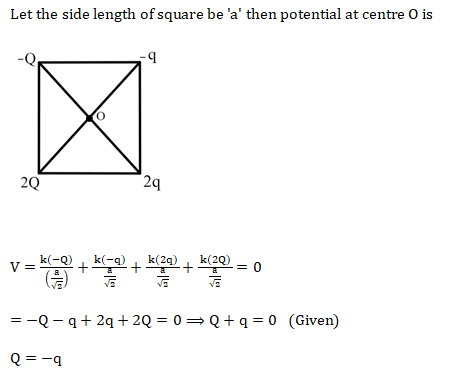 Let the side length of square be 'a' then potential at centre O is
-Q -q
O
2Q 2q
V = k(-Q)/(a/√2) + k(-q)/(a/√2) + k(2q)/(a/√2) + k(2Q)/(a/√2) = 0
= -Q - q + 2q + 2Q = 0 ⟹ Q + q = 0 (Given)
Q = -q